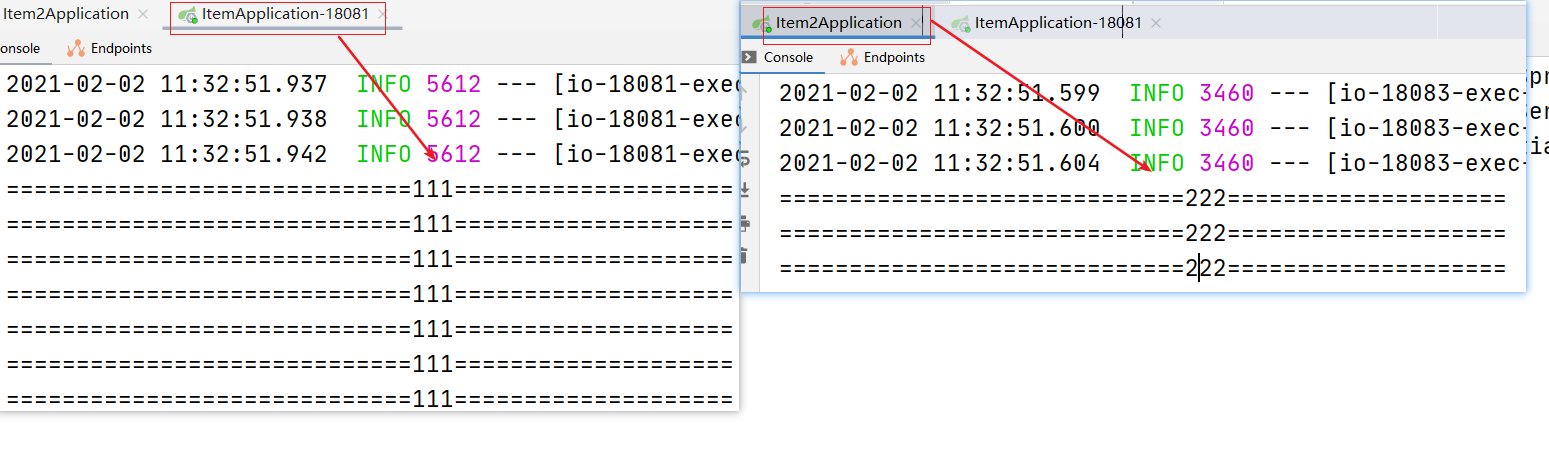 Item2Application × ItemApplication-18081 ×
onsole Endpoints
2021-02-02 11:32:51.937 INFO 5612 --- [io-18081-exec
2021-02-02 11:32:51.938 INFO 5612 --- [io-18081-exec
2021-02-02 11:32:51.942 INFO 5612 --- [io-18081-exec
=============================111====================
=============================111====================
=============================111====================
=============================111====================
=============================111====================
=============================111====================
=============================111====================
Item2Application × ItemApplication-18081 ×
Console Endpoints
2021-02-02 11:32:51.599 INFO 3460 --- [io-18083-exec-
2021-02-02 11:32:51.600 INFO 3460 --- [io-18083-exec-
2021-02-02 11:32:51.604 INFO 3460 --- [io-18083-exec-
=============================222====================
=============================222====================
=============================222====================